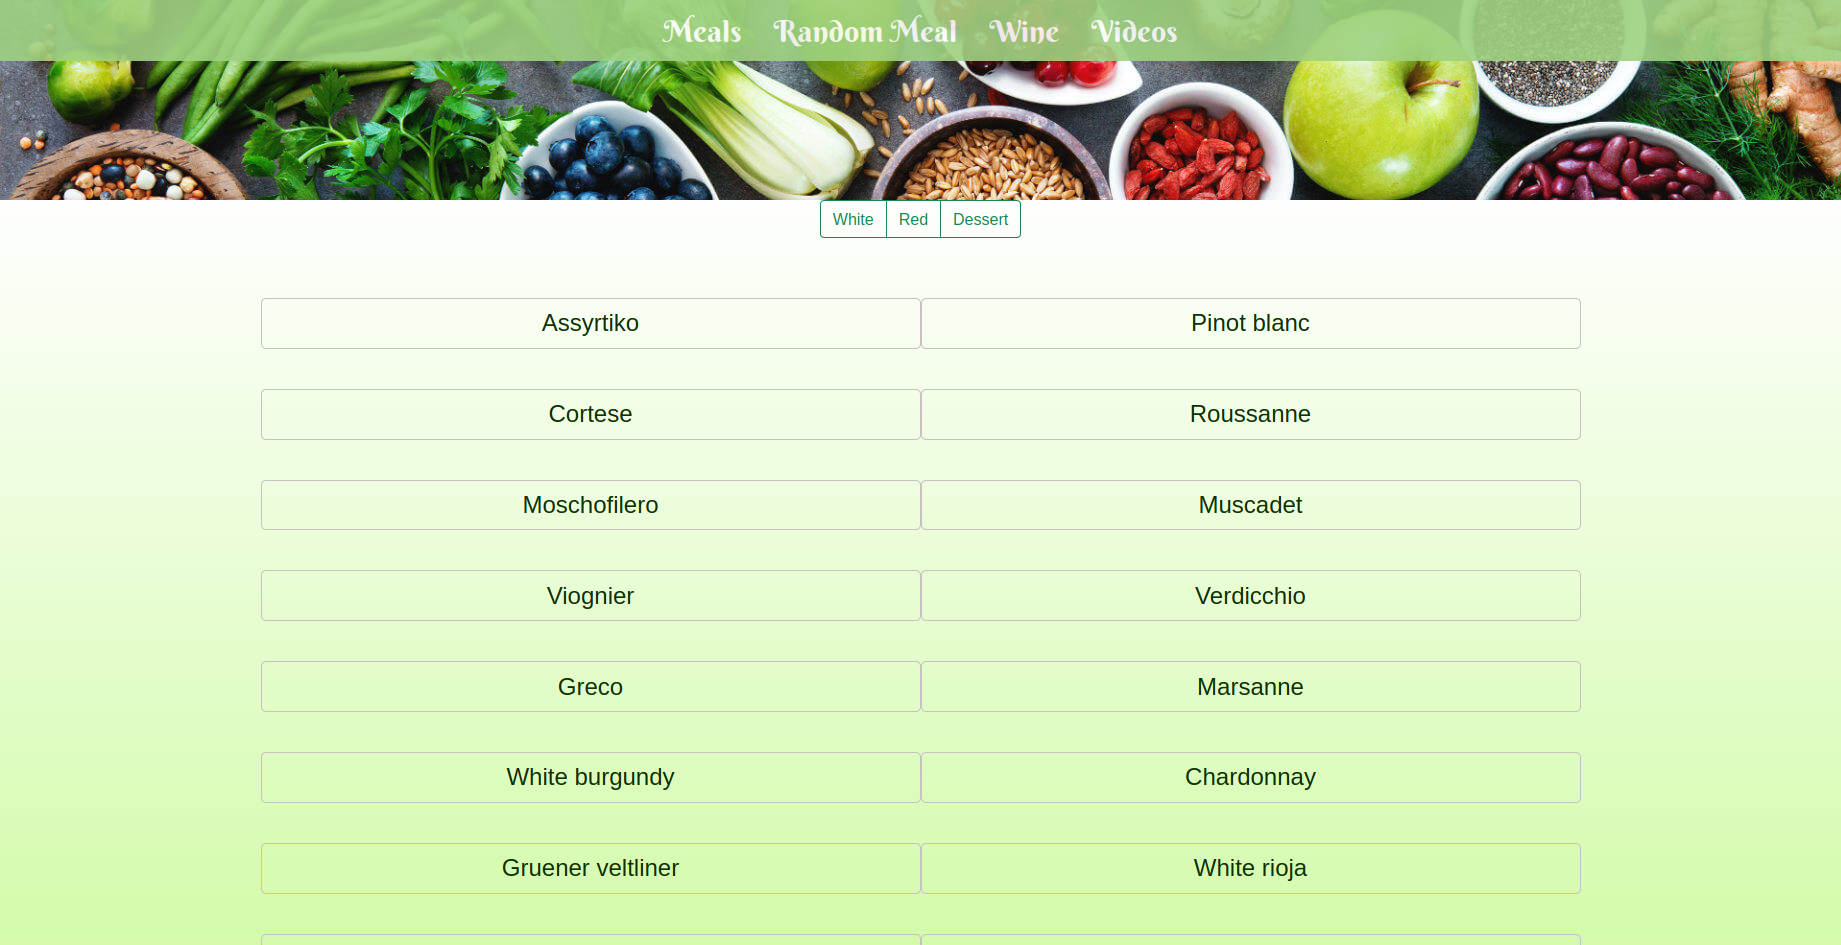 Meals Random Meal Wine Videos
White Red Dessert
Assyrtiko Pinot blanc
Cortese Roussanne
Moschofilero Muscadet
Viognier Verdicchio
Greco Marsanne
White burgundy Chardonnay
Gruener veltliner White rioja